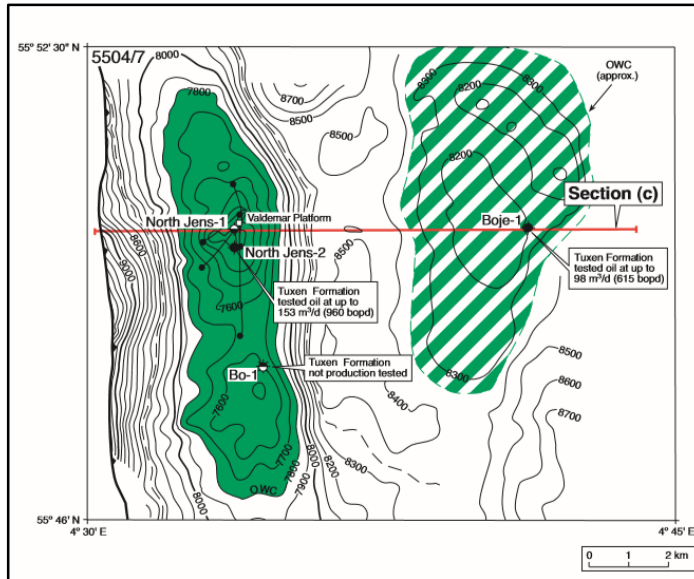 55° 52' 30" N
5504/7
8000
8700
8500
7800
8500
8300
8200
8300
OWC
(approx.)
8200
Section (c)
North Jens-1
Valdemar Platform
Boje-1
8600
9000
North Jens-2
8500
Tuxen Formation
tested oil at up to
153 m³/d (960 bopd)
Tuxen Formation
tested oil at up to
98 m³/d (615 bopd)
7600
Tuxen Formation
not production tested
Bo-1
8500
8600
8700
8300
8400
7600
7700
7800
7900
8000
8200
8300
8000
OWC
55° 46' N
4° 30' E
4° 45' E
0 1 2 km